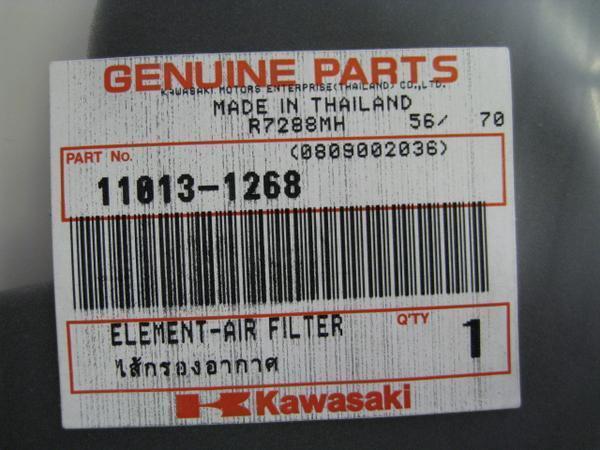 GENUINE PARTS
KAWASAKI MOTORS ENTERPRISE(THAILAND) CO.,LTD.
MADE IN THAILAND
R7288MH 56/ 70
PART No. (0809002036)
11013-1268
ELEMENT-AIR FILTER Q'TY 1
ไส้กรองอากาศ
Kawasaki